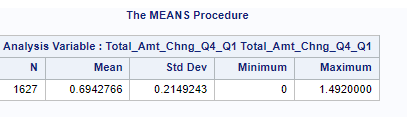 The MEANS Procedure
Analysis Variable : Total_Amt_Chng_Q4_Q1 Total_Amt_Chng_Q4_Q1
N Mean Std Dev Minimum Maximum
1627 0.6942766 0.2149243 0 1.4920000